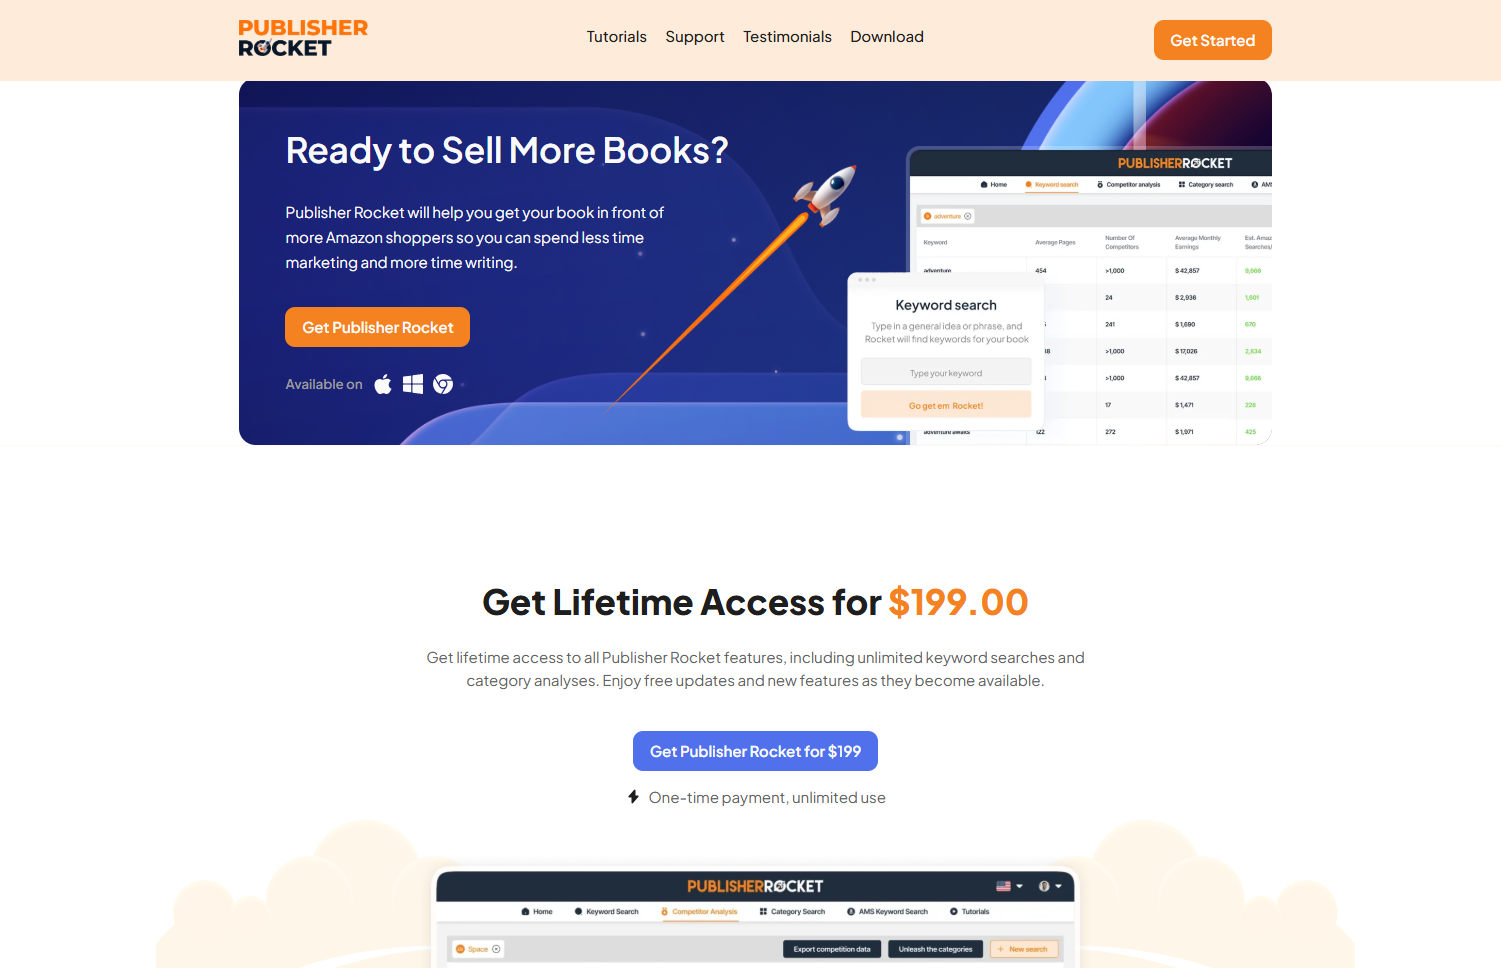 PUBLISHER
ROCKET
Tutorials Support Testimonials Download
Get Started
Ready to Sell More Books?
Publisher Rocket will help you get your book in front of
more Amazon shoppers so you can spend less time
marketing and more time writing.
Get Publisher Rocket
Available on
PUBLISHERROCKET
Home Keyword search Competitor analysis Category search AMS
adventure
Keyword Average Pages Number Of Competitors Average Monthly Earnings Est. Amaz Searches/
adventure 454 >1,000 $ 42,857 9,666
24 $ 2,936 1,601
241 $ 1,690 670
>1,000 $ 17,026 2,834
>1,000 $ 42,857 9,666
17 $ 1,471 228
adventure awaits 122 272 $ 1,971 425
Keyword search
Type in a general idea or phrase, and
Rocket will find keywords for your book
Type your keyword
Go get em Rocket!
Get Lifetime Access for $199.00
Get lifetime access to all Publisher Rocket features, including unlimited keyword searches and
category analyses. Enjoy free updates and new features as they become available.
Get Publisher Rocket for $199
One-time payment, unlimited use
PUBLISHERROCKET
Home Keyword Search Competitor Analysis Category Search AMS Keyword Search Tutorials
Space Export competition data Unleash the categories + New search